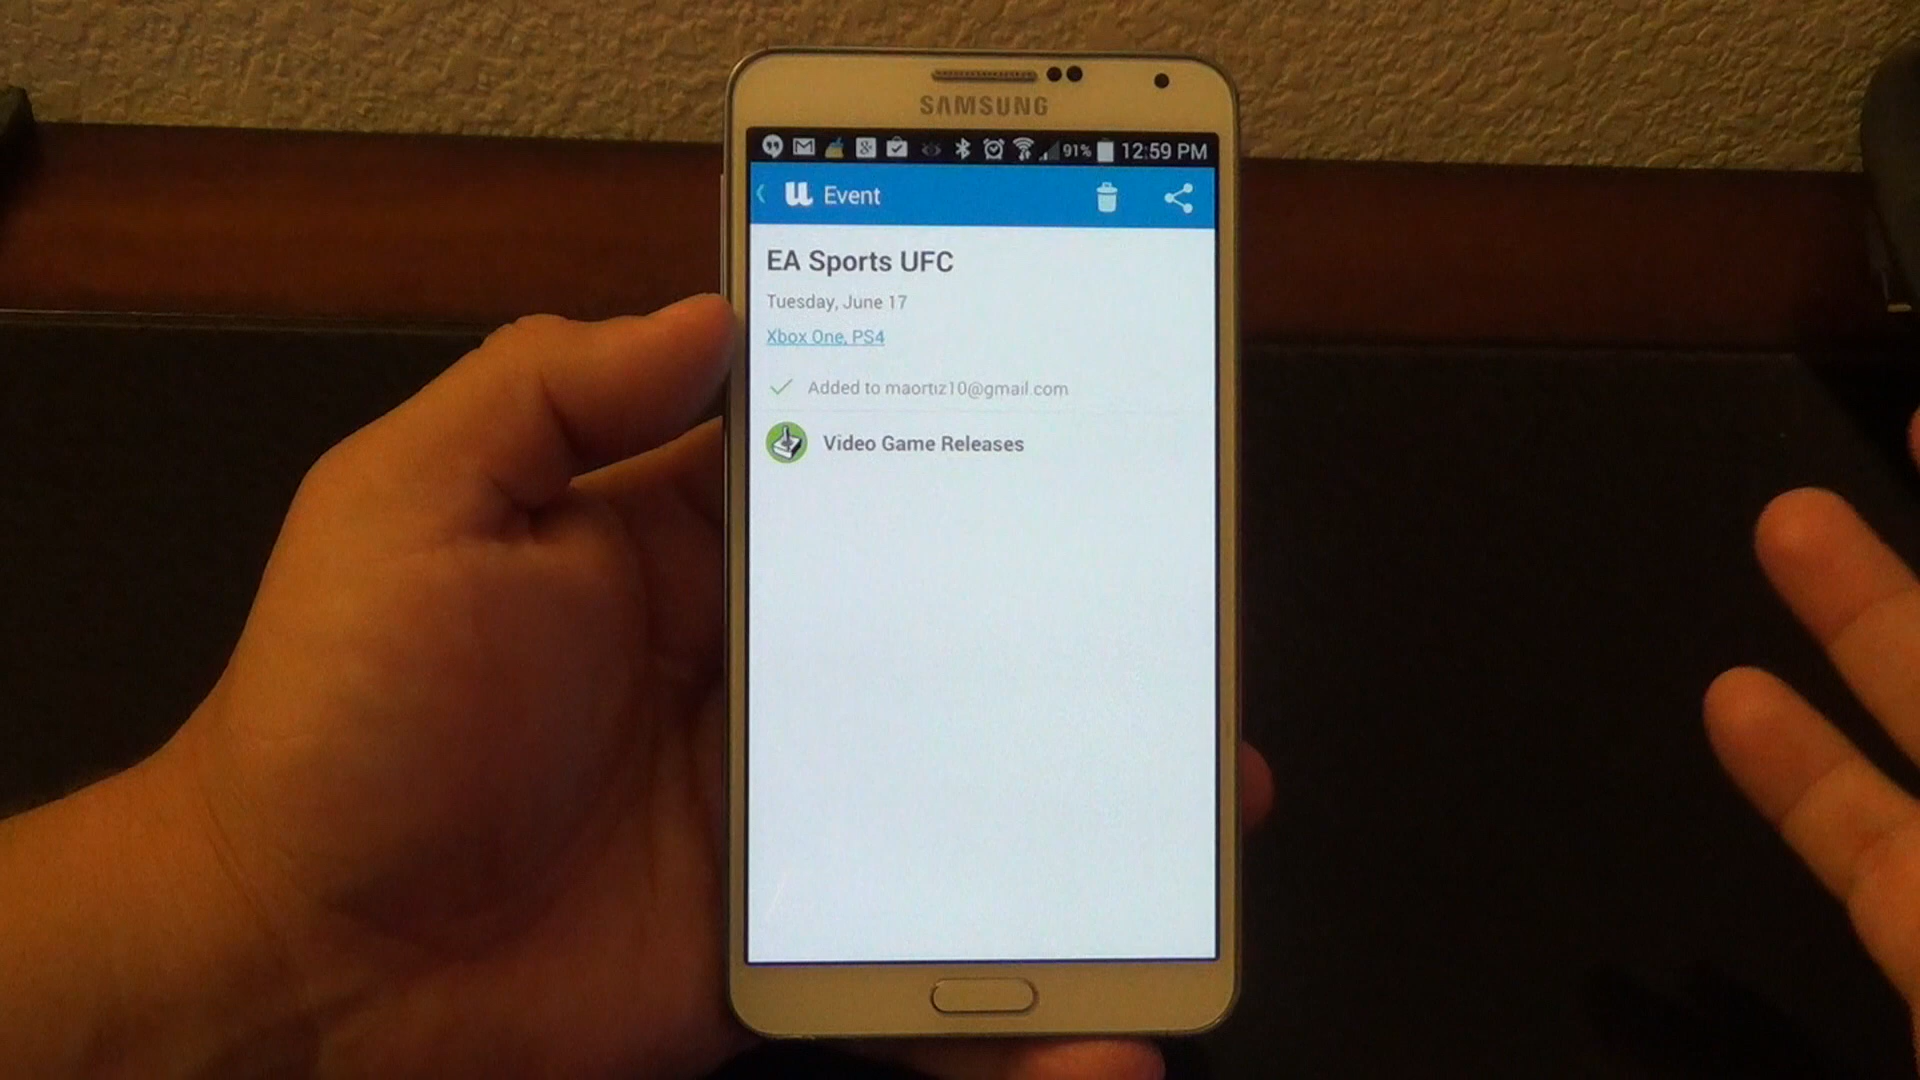 SAMSUNG
91% 12:59 PM
u Event
EA Sports UFC
Tuesday, June 17
Xbox One, PS4
Added to maortiz10@gmail.com
Video Game Releases